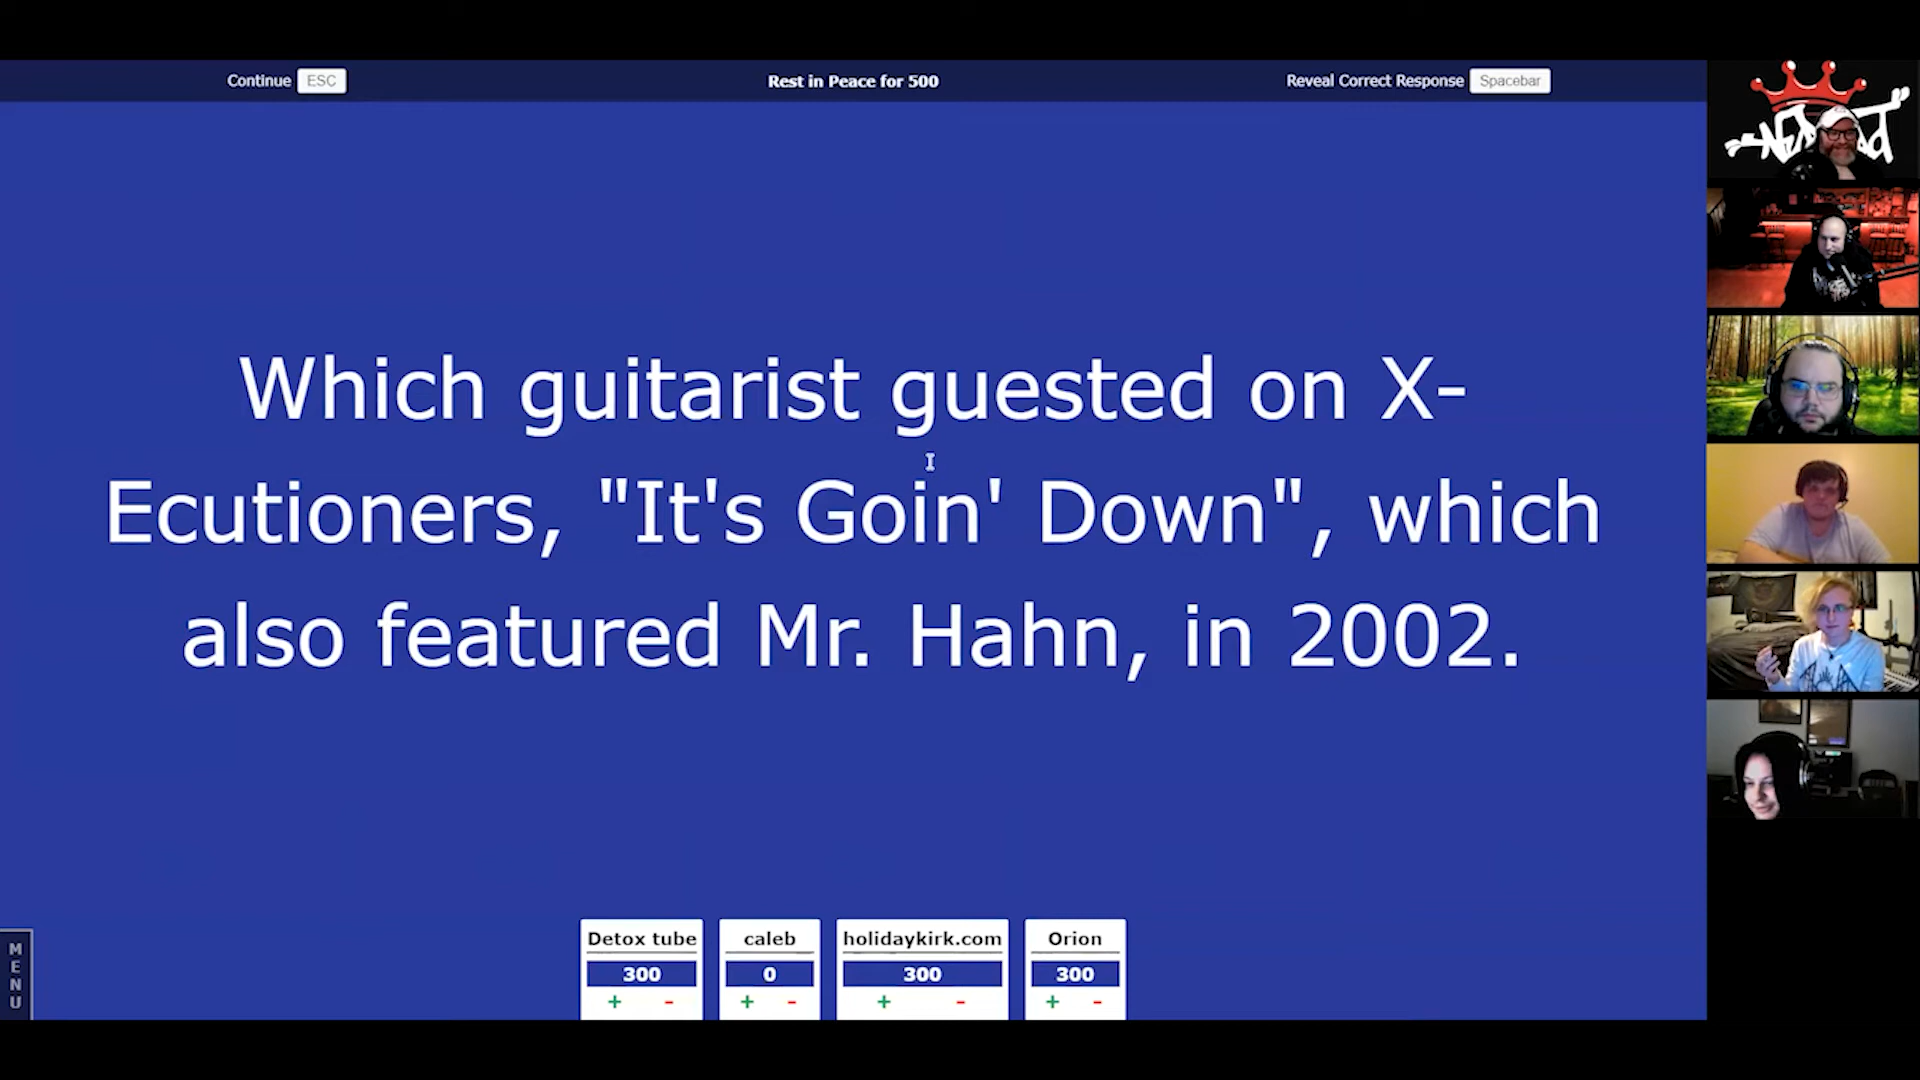 Continue ESC
Rest in Peace for 500
Reveal Correct Response Spacebar
Which guitarist guested on X-
Ecutioners, "It's Goin' Down", which
also featured Mr. Hahn, in 2002.
MENU
Detox tube caleb holidaykirk.com Orion
300 0 300 300
+ - + - + - + -